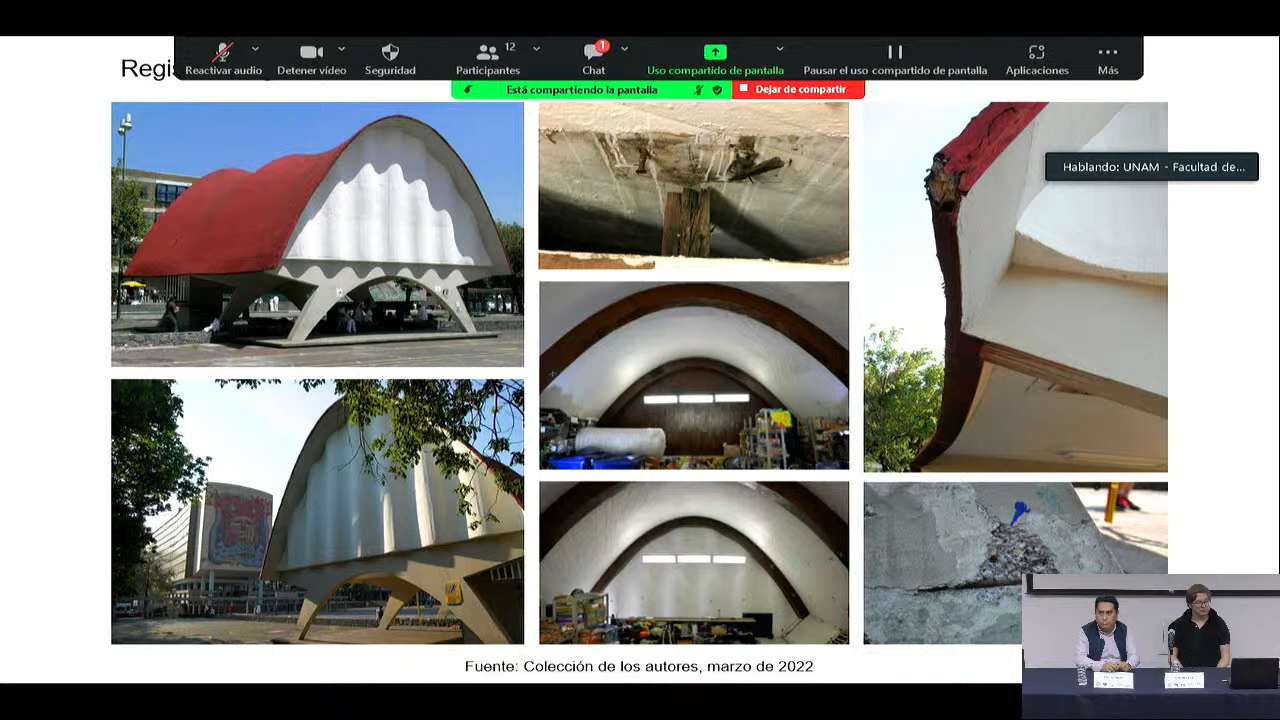 Regis
Reactivar audio
Detener vídeo
Seguridad
12
Participantes
1
Chat
Uso compartido de pantalla
Pausar el uso compartido de pantalla
Aplicaciones
Más
Está compartiendo la pantalla
Dejar de compartir
Hablando: UNAM - Facultad de...
Fuente: Colección de los autores, marzo de 2022